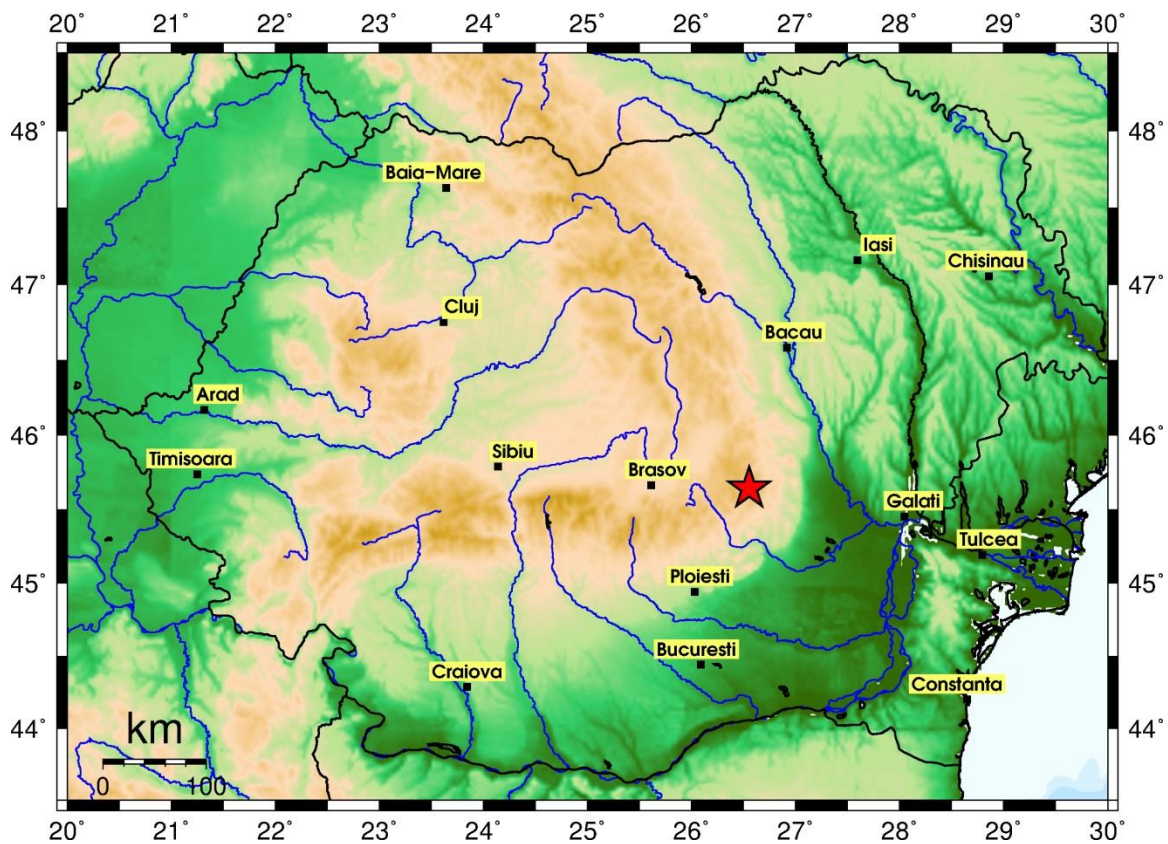 20° 21° 22° 23° 24° 25° 26° 27° 28° 29° 30°
48° 48°
Baia-Mare
Iasi
Chisinau
47° 47°
Cluj
Bacau
Arad
46° 46°
Timisoara
Sibiu
Brasov
Galati
Tulcea
45° 45°
Ploiesti
Bucuresti
Craiova
Constanta
44° 44°
km
0 100
20° 21° 22° 23° 24° 25° 26° 27° 28° 29° 30°